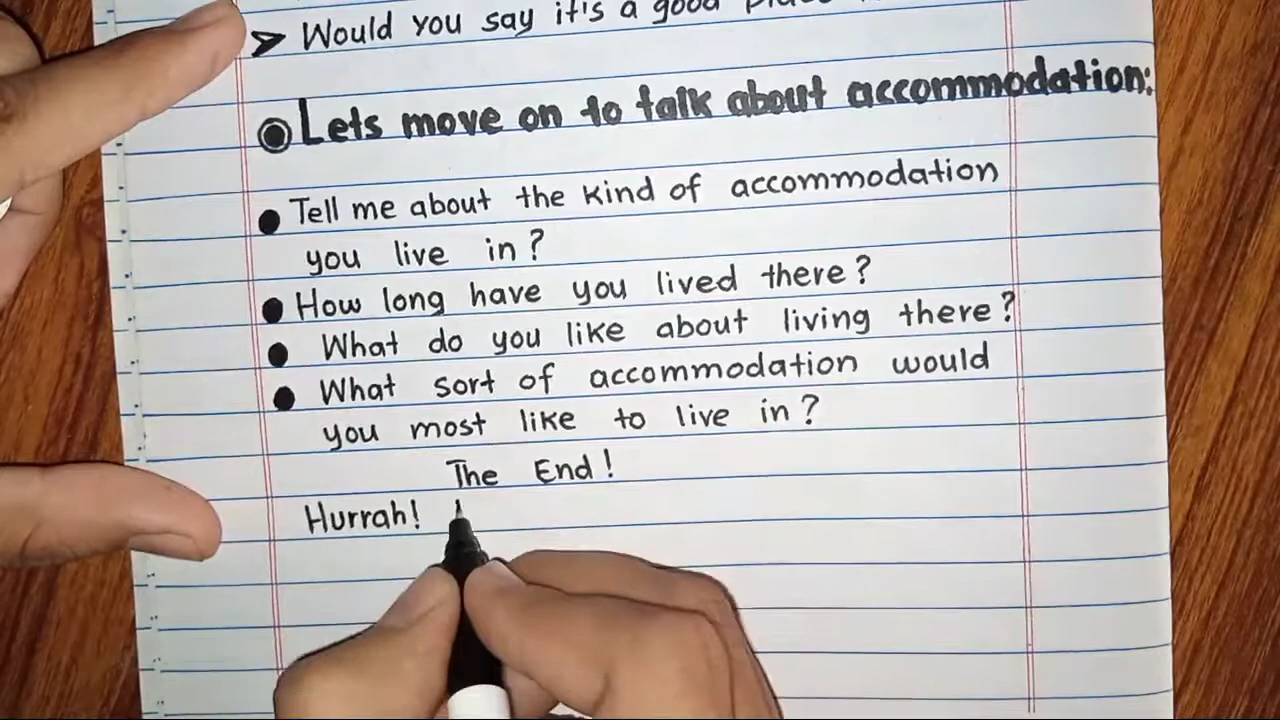 ➤ Would you say it's a good place
◉ Lets move on to talk about accommodation:
● Tell me about the kind of accommodation
you live in?
● How long have you lived there?
● What do you like about living there?
● What sort of accommodation would
you most like to live in?
The End!
Hurrah!